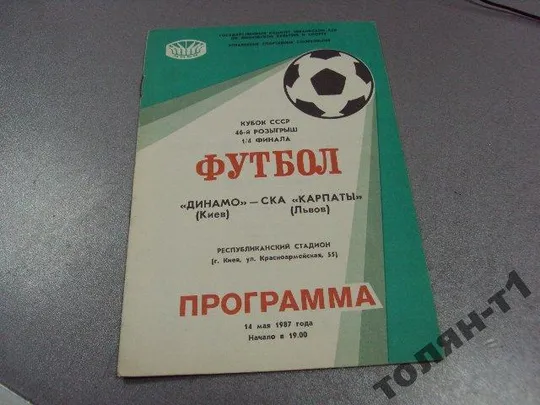 КУБОК СССР
46-й РОЗЫГРЫШ
1/4 ФИНАЛА
ФУТБОЛ
«ДИНАМО» — СКА «КАРПАТЫ»
(Киев) (Львов)
РЕСПУБЛИКАНСКИЙ СТАДИОН
(г. Киев, ул. Красноармейская, 55)
ПРОГРАММА
14 мая 1987 года
Начало в 19.00
ТОЛЯН-Т1